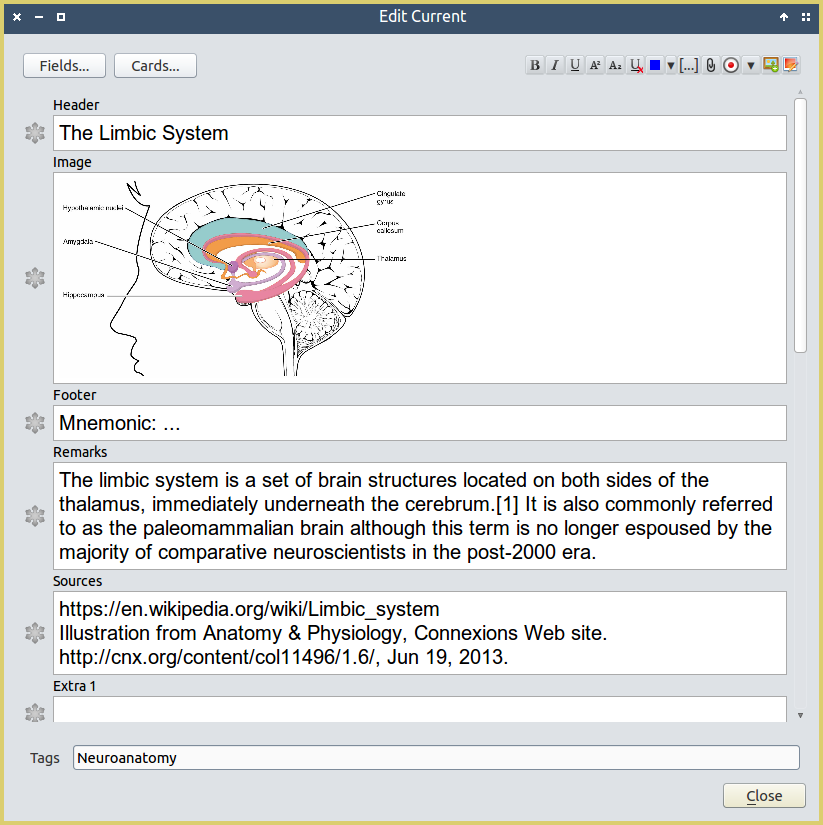 Edit Current
Fields... Cards...
B I U A² A₂ U [...]
Header
The Limbic System
Image
Cingulate
gyrus
Hypothalamic nuclei
Corpus
callosum
Amygdala
Thalamus
Hippocampus
Footer
Mnemonic: ...
Remarks
The limbic system is a set of brain structures located on both sides of the
thalamus, immediately underneath the cerebrum.[1] It is also commonly referred
to as the paleomammalian brain although this term is no longer espoused by the
majority of comparative neuroscientists in the post-2000 era.
Sources
https://en.wikipedia.org/wiki/Limbic_system
Illustration from Anatomy & Physiology, Connexions Web site.
http://cnx.org/content/col11496/1.6/, Jun 19, 2013.
Extra 1
Tags Neuroanatomy
Close